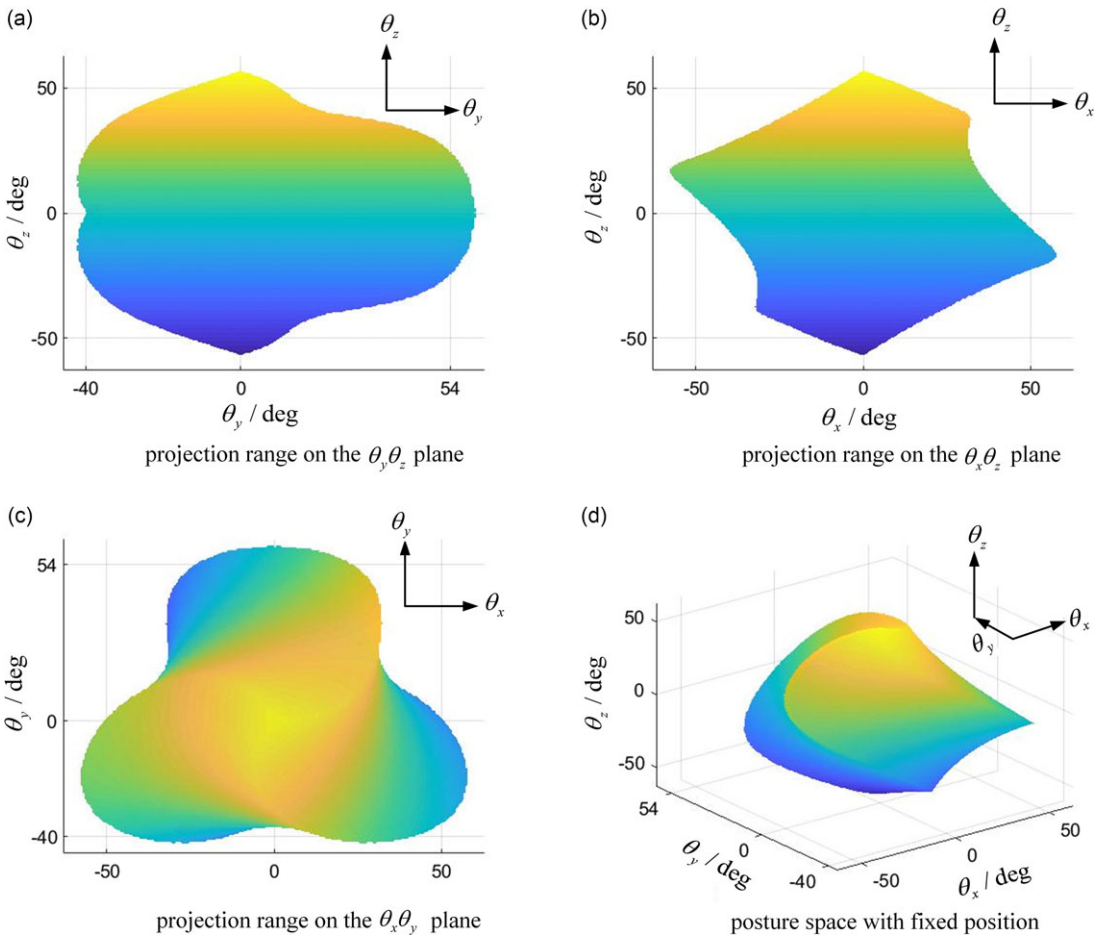 (a)
θz
50
0
-50
θz / deg
θy
-40
0
54
θy / deg
projection range on the θyθz plane
(b)
θz
50
0
-50
θz / deg
θx
-50
0
50
θx / deg
projection range on the θxθz plane
(c)
θy
54
0
-40
θy / deg
θx
-50
0
50
projection range on the θxθy plane
(d)
θz
θx
θy
50
0
-50
θz / deg
54
0
-40
θy / deg
-50
0
50
θx / deg
posture space with fixed position